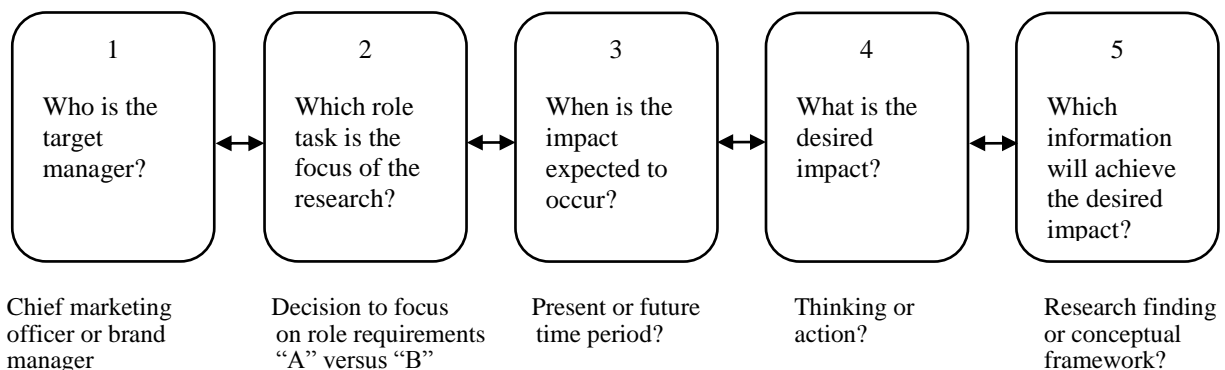 1
Who is the
target
manager?
2
Which role
task is the
focus of the
research?
3
When is the
impact
expected to
occur?
4
What is the
desired
impact?
5
Which
information
will achieve
the desired
impact?
Chief marketing
officer or brand
manager
Decision to focus
on role requirements
“A” versus “B”
Present or future
time period?
Thinking or
action?
Research finding
or conceptual
framework?